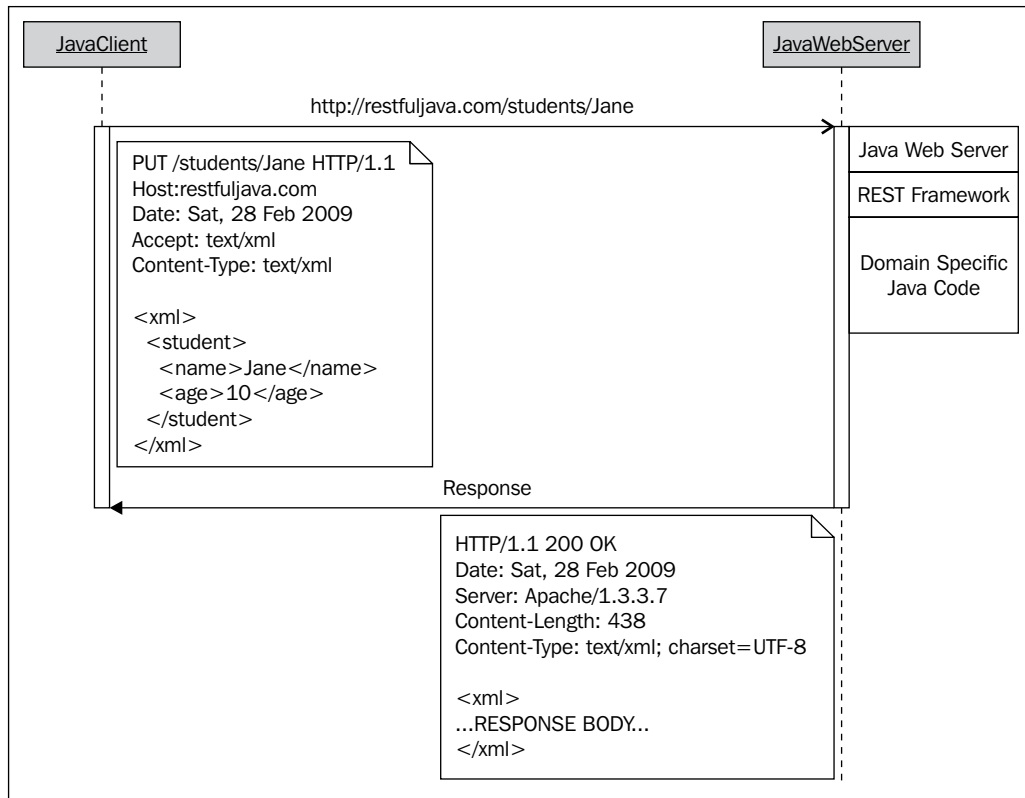 JavaClient
JavaWebServer
http://restfuljava.com/students/Jane
PUT /students/Jane HTTP/1.1
Host:restfuljava.com
Date: Sat, 28 Feb 2009
Accept: text/xml
Content-Type: text/xml
<xml>
<student>
<name>Jane</name>
<age>10</age>
</student>
</xml>
Java Web Server
REST Framework
Domain Specific
Java Code
Response
HTTP/1.1 200 OK
Date: Sat, 28 Feb 2009
Server: Apache/1.3.3.7
Content-Length: 438
Content-Type: text/xml; charset=UTF-8
<xml>
...RESPONSE BODY...
</xml>